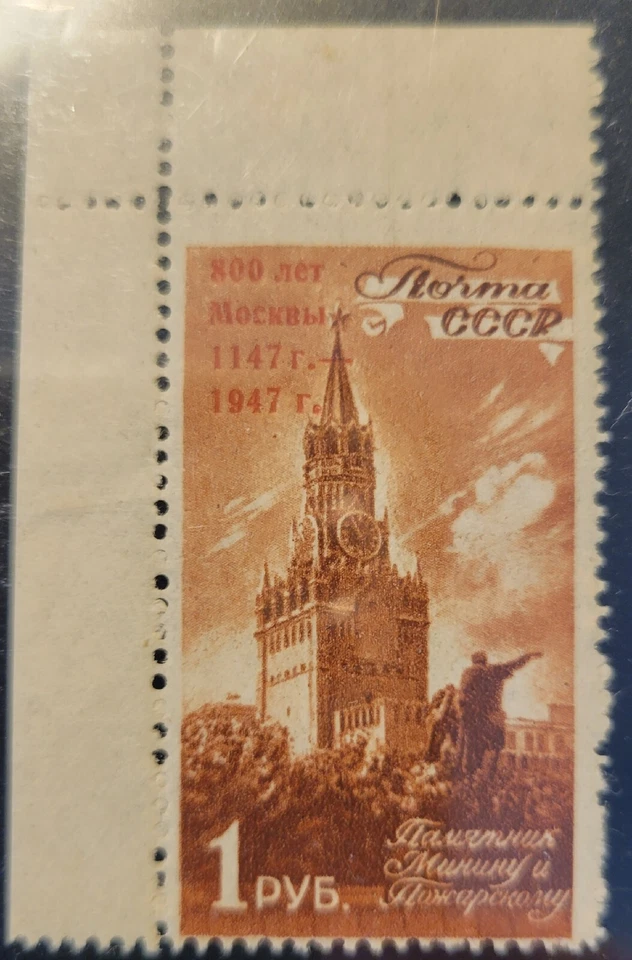 800 лет
Москвы
1147 г. —
1947 г.
Почта
СССР
1 РУБ.
Памятник
Минину и
Пожарскому